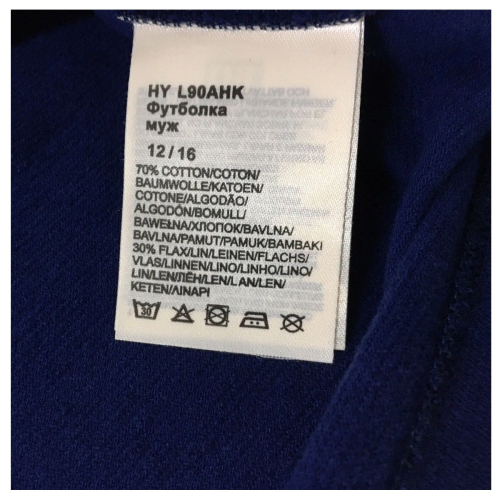 HY L90AHK
Футболка
муж
12 / 16
70% COTTON/COTON/
BAUMWOLLE/KATOEN/
COTONE/ALGODÃO/
ALGODÓN/BOMULL/
BAWEŁNA/ХЛОПОК/BAVLNA/
BAVLNA/PAMUT/PAMUK/BAMBAKI
30% FLAX/LIN/LEINEN/FLACHS/
VLAS/LINNEN/LINO/LINHO/LINO/
LIN/LEN/ЛЁН/LEN/LAN/LEN/
KETEN/ΛΙΝΑΡΙ
30